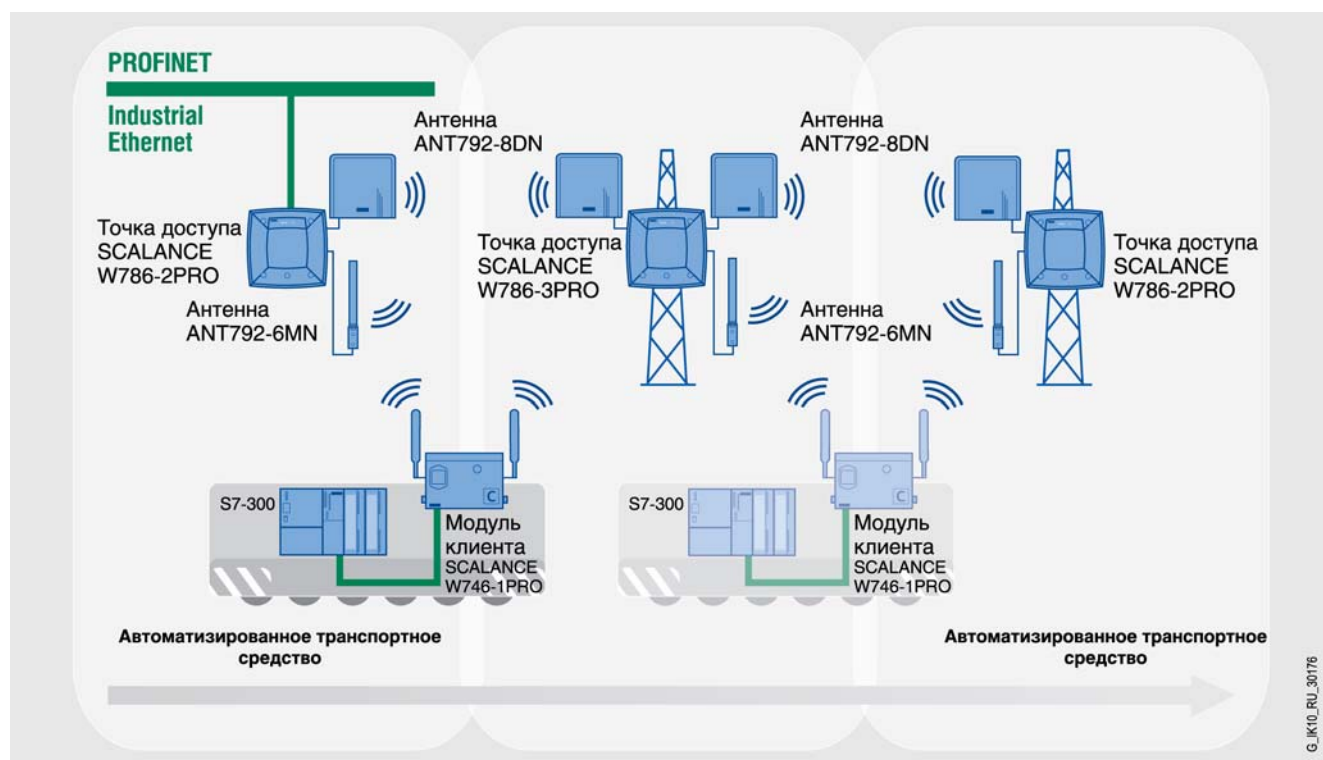 PROFINET
Industrial
Ethernet
Антенна
ANT792-8DN
Антенна
ANT792-8DN
Точка доступа
SCALANCE
W786-2PRO
Точка доступа
SCALANCE
W786-3PRO
Точка доступа
SCALANCE
W786-2PRO
Антенна
ANT792-6MN
Антенна
ANT792-6MN
S7-300
C
Модуль
клиента
SCALANCE
W746-1PRO
S7-300
C
Модуль
клиента
SCALANCE
W746-1PRO
Автоматизированное транспортное
средство
Автоматизированное транспортное
средство
G_IK10_RU_30176